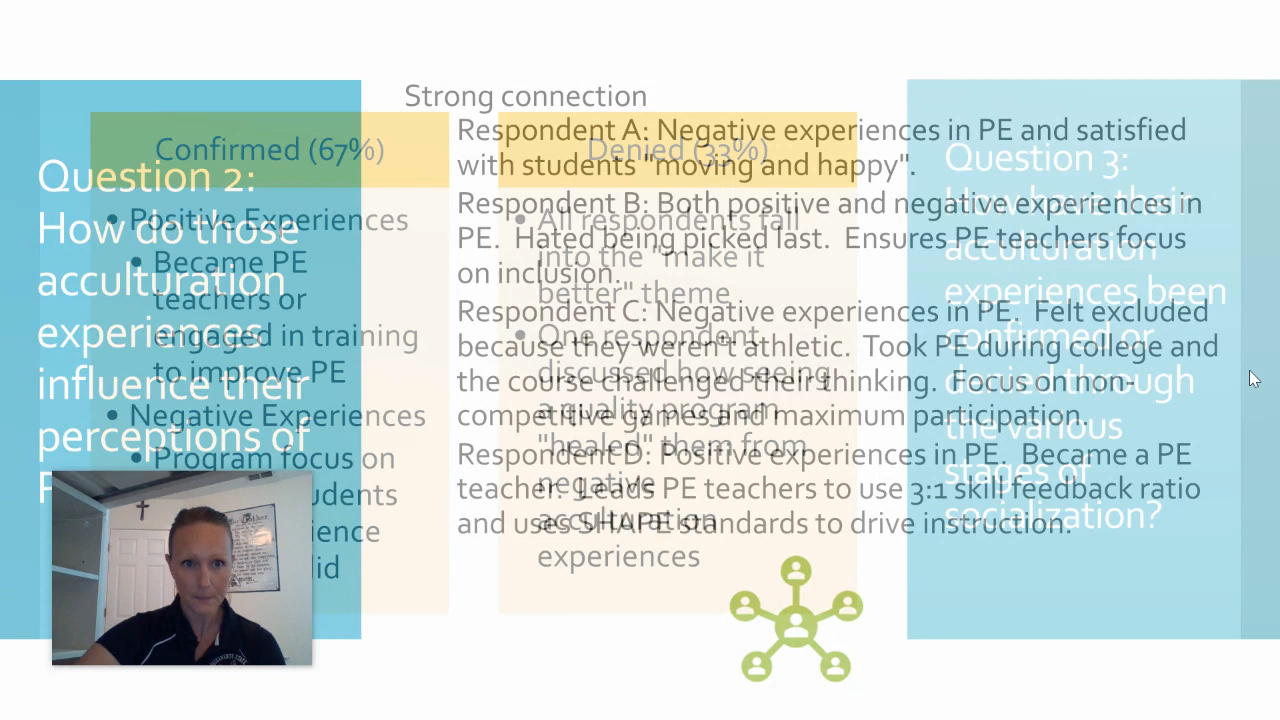 Question 2:
How do those
acculturation
experiences
influence their
perceptions of
Strong connection
Respondent A: Negative experiences in PE and satisfied
with students "moving and happy".
Respondent B: Both positive and negative experiences in
PE. Hated being picked last. Ensures PE teachers focus
on inclusion.
Respondent C: Negative experiences in PE. Felt excluded
because they weren't athletic. Took PE during college and
the course challenged their thinking. Focus on non-
competitive games and maximum participation.
Respondent D: Positive experiences in PE. Became a PE
teacher. Leads PE teachers to use 3:1 skill feedback ratio
and uses SHAPE standards to drive instruction.
Confirmed (67%)
• Positive Experiences
• Became PE
teachers or
engaged in training
to improve PE
• Negative Experiences
• Program focus on
Denied (33%)
• All respondents fall
into the "make it
better" theme
• One respondent
discussed how seeing
a quality program
"healed" them from
negative
acculturation
experiences
Question 3:
How have their
acculturation
experiences been
confirmed or
denied through
the various
stages of
socialization?